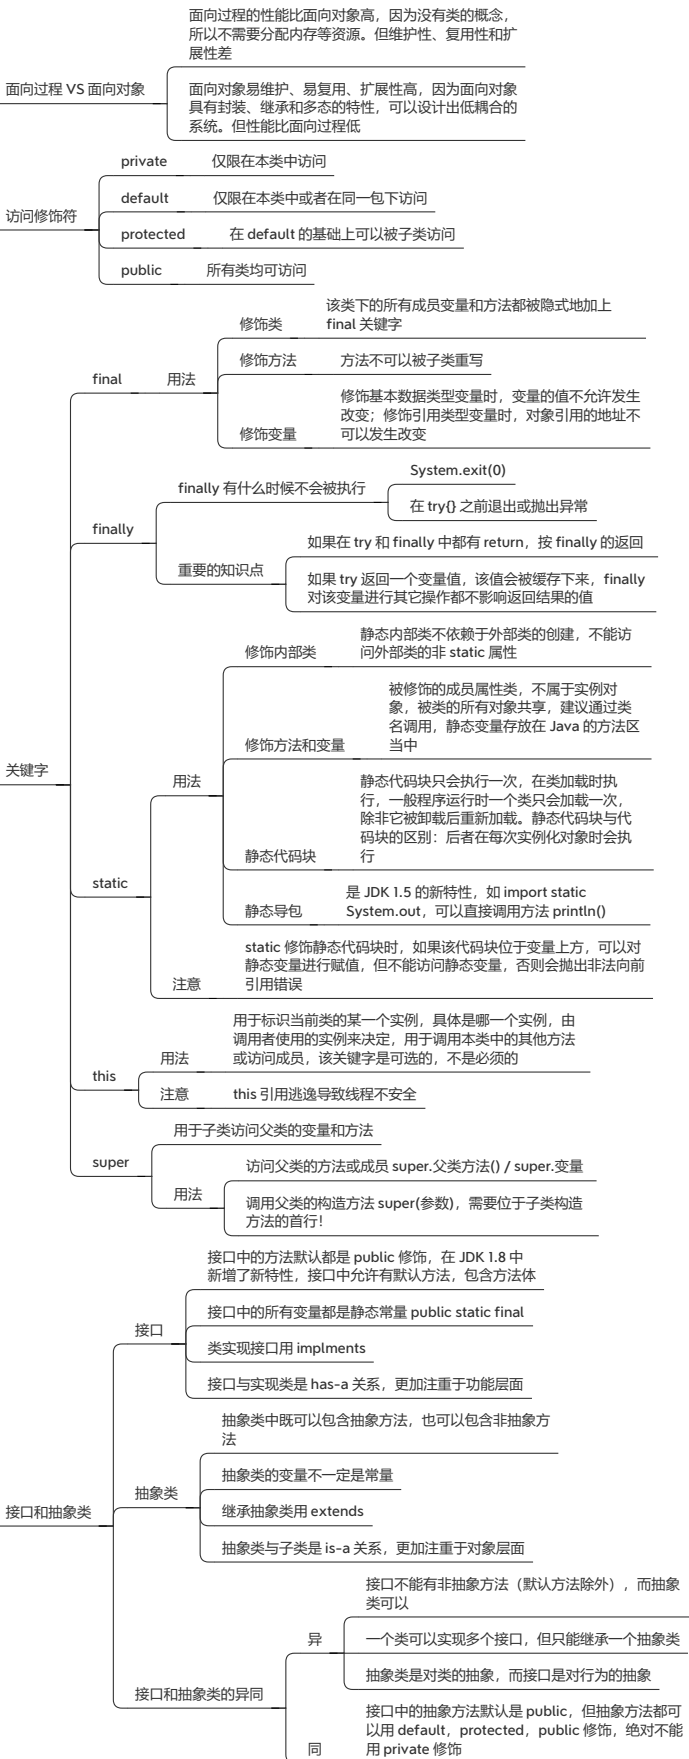 面向过程的性能比面向对象高，因为没有类的概念，
所以不需要分配内存等资源。但维护性、复用性和扩
展性差
面向过程 VS 面向对象
面向对象易维护、易复用、扩展性高，因为面向对象
具有封装、继承和多态的特性，可以设计出低耦合的
系统。但性能比面向过程低
private 仅限在本类中访问
default 仅限在本类中或者在同一包下访问
访问修饰符
protected 在 default 的基础上可以被子类访问
public 所有类均可访问
该类下的所有成员变量和方法都被隐式地加上
修饰类 final 关键字
修饰方法 方法不可以被子类重写
final 用法
修饰基本数据类型变量时，变量的值不允许发生
改变；修饰引用类型变量时，对象引用的地址不
修饰变量 可以发生改变
System.exit(0)
finally 有什么时候不会被执行
在 try{} 之前退出或抛出异常
finally
如果在 try 和 finally 中都有 return，按 finally 的返回
重要的知识点
如果 try 返回一个变量值，该值会被缓存下来，finally
对该变量进行其它操作都不影响返回结果的值
静态内部类不依赖于外部类的创建，不能访
修饰内部类 问外部类的非 static 属性
被修饰的成员属性类，不属于实例对
象，被类的所有对象共享，建议通过类
名调用，静态变量存放在 Java 的方法区
修饰方法和变量 当中
关键字
用法
静态代码块只会执行一次，在类加载时执
行，一般程序运行时一个类只会加载一次，
除非它被卸载后重新加载。静态代码块与代
码块的区别：后者在每次实例化对象时会执
静态代码块 行
static
是 JDK 1.5 的新特性，如 import static
静态导包 System.out，可以直接调用方法 println()
static 修饰静态代码块时，如果该代码块位于变量上方，可以对
静态变量进行赋值，但不能访问静态变量，否则会抛出非法向前
注意 引用错误
用于标识当前类的某一个实例，具体是哪一个实例，由
调用者使用的实例来决定，用于调用本类中的其他方法
用法 或访问成员，该关键字是可选的，不是必须的
this
注意 this 引用逃逸导致线程不安全
用于子类访问父类的变量和方法
super
访问父类的方法或成员 super.父类方法() / super.变量
用法
调用父类的构造方法 super(参数)，需要位于子类构造
方法的首行！
接口中的方法默认都是 public 修饰，在 JDK 1.8 中
新增了新特性，接口中允许有默认方法，包含方法体
接口中的所有变量都是静态常量 public static final
接口
类实现接口用 implments
接口与实现类是 has-a 关系，更加注重于功能层面
抽象类中既可以包含抽象方法，也可以包含非抽象方
法
抽象类的变量不一定是常量
抽象类
继承抽象类用 extends
接口和抽象类
抽象类与子类是 is-a 关系，更加注重于对象层面
接口不能有非抽象方法（默认方法除外），而抽象
类可以
异 一个类可以实现多个接口，但只能继承一个抽象类
抽象类是对类的抽象，而接口是对行为的抽象
接口和抽象类的异同
接口中的抽象方法默认是 public，但抽象方法都可
以用 default，protected，public 修饰，绝对不能
同 用 private 修饰